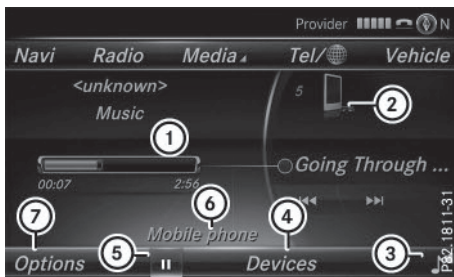 Provider N
Navi Radio Media Tel/ Vehicle
<unknown>
Music
5
2
1
Going Through ...
00:07 2:56
7
6
4
Mobile phone
5
3
Options Devices
P82.1811-31